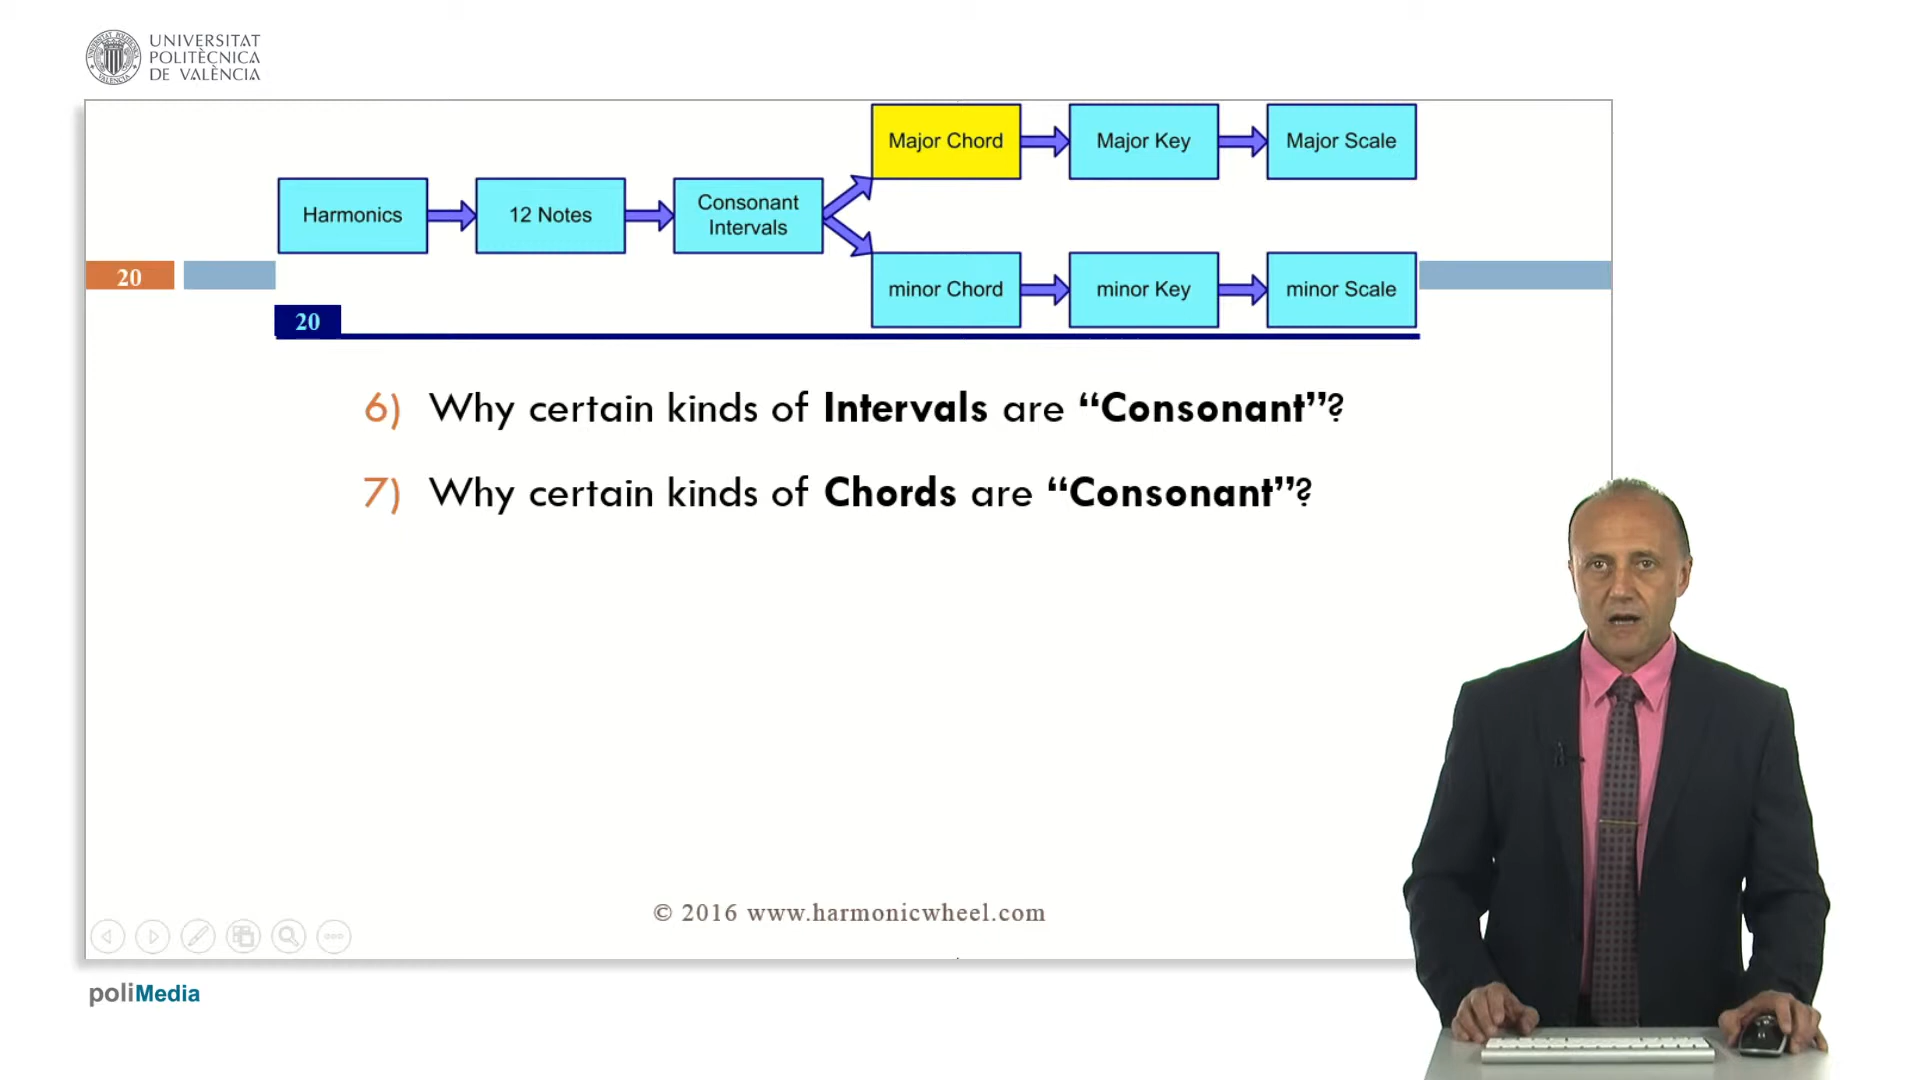 UNIVERSITAT
POLITÈCNICA
DE VALÈNCIA
Major Chord
Major Key
Major Scale
Harmonics
12 Notes
Consonant
Intervals
20
minor Chord
minor Key
minor Scale
20
6) Why certain kinds of Intervals are “Consonant”?
7) Why certain kinds of Chords are “Consonant”?
© 2016 www.harmonicwheel.com
poliMedia